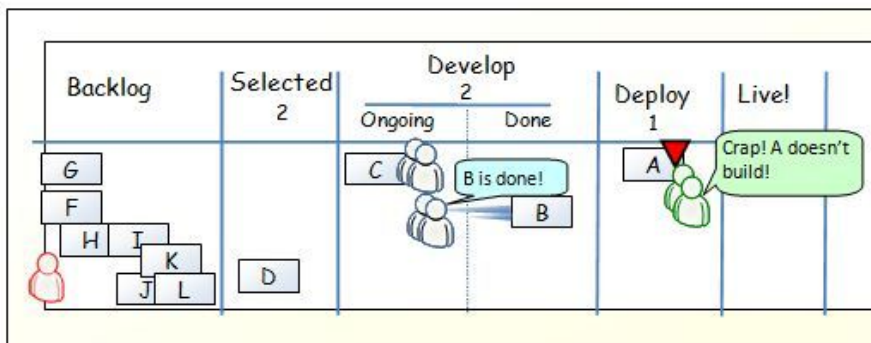 Backlog
Selected
2
Develop
2
Ongoing
Done
Deploy
1
Live!
G
F
H
I
K
J
L
D
C
B is done!
B
A
Crap! A doesn't
build!